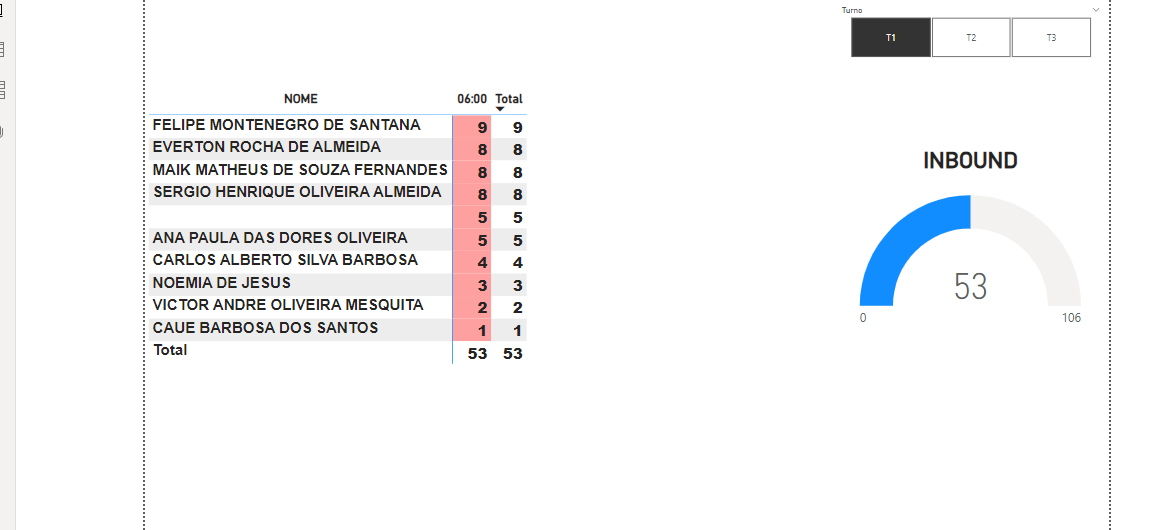 Turno
T1 T2 T3
NOME 06:00 Total
FELIPE MONTENEGRO DE SANTANA 9 9
EVERTON ROCHA DE ALMEIDA 8 8
MAIK MATHEUS DE SOUZA FERNANDES 8 8
SERGIO HENRIQUE OLIVEIRA ALMEIDA 8 8
5 5
ANA PAULA DAS DORES OLIVEIRA 5 5
CARLOS ALBERTO SILVA BARBOSA 4 4
NOEMIA DE JESUS 3 3
VICTOR ANDRE OLIVEIRA MESQUITA 2 2
CAUE BARBOSA DOS SANTOS 1 1
Total 53 53
INBOUND
53
0 106